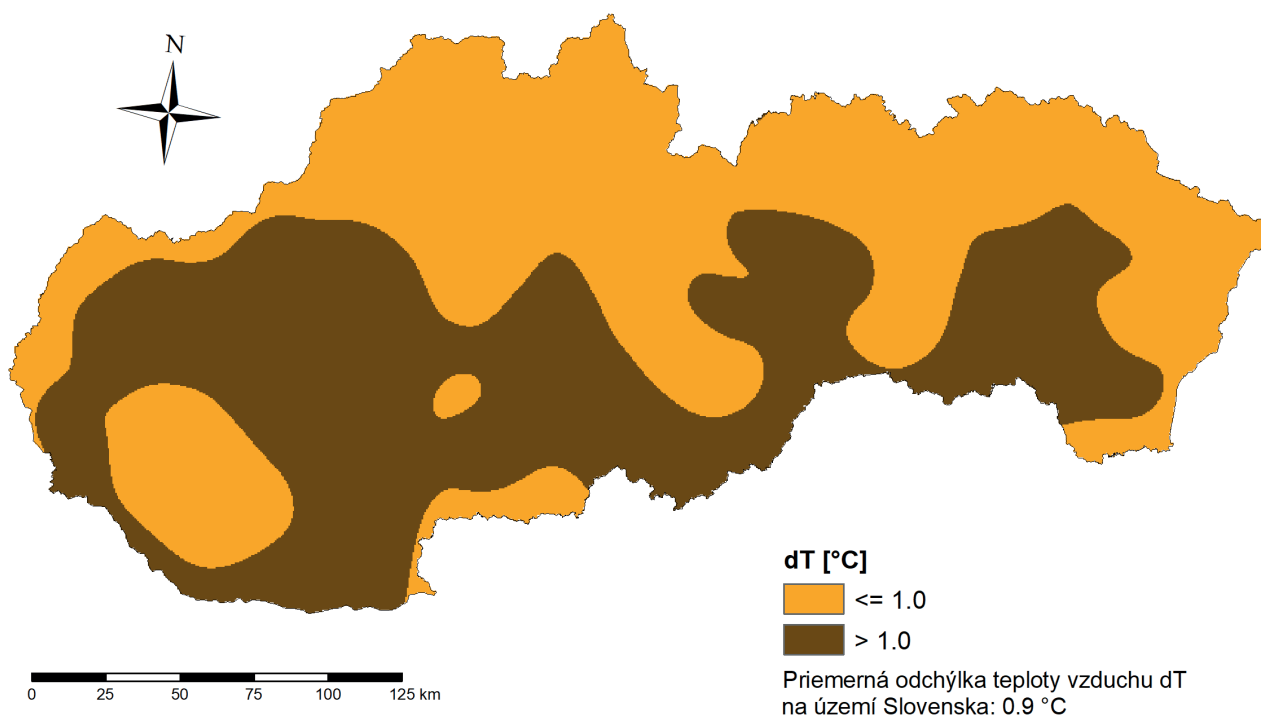 N
dT [°C]
<= 1.0
> 1.0
Priemerná odchýlka teploty vzduchu dT
na území Slovenska: 0.9 °C
0 25 50 75 100 125 km